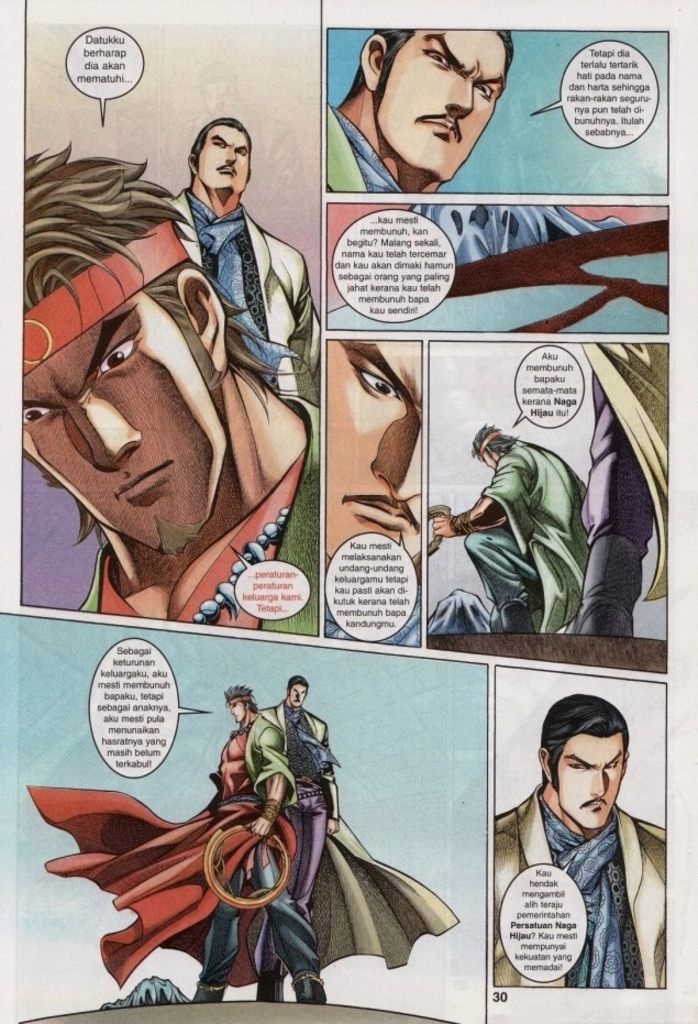 Datukku
berharap
dia akan
mematuhi...
...peraturan-
peraturan
keluarga kami.
Tetapi...
Tetapi dia
terlalu tertarik
hati pada nama
dan harta sehingga
rakan-rakan seguru-
nya pun telah di-
bunuhnya. Itulah
sebabnya...
...kau mesti
membunuh, kan
begitu? Malang sekali,
nama kau telah tercemar
dan kau akan dimaki hamun
sebagai orang yang paling
jahat kerana kau telah
membunuh bapa
kau sendiri!
Kau mesti
melaksanakan
undang-undang
keluargamu tetapi
kau pasti akan di-
kutuk kerana telah
membunuh bapa
kandungmu.
Aku
membunuh
bapaku
semata-mata
kerana Naga
Hijau itu!
Sebagai
keturunan
keluargaku, aku
mesti membunuh
bapaku, tetapi
sebagai anaknya,
aku mesti pula
menunaikan
hasratnya yang
masih belum
terkabul!
Kau
hendak
mengambil
alih teraju
pemerintahan
Persatuan Naga
Hijau? Kau mesti
mempunyai
kekuatan yang
memadai!
30